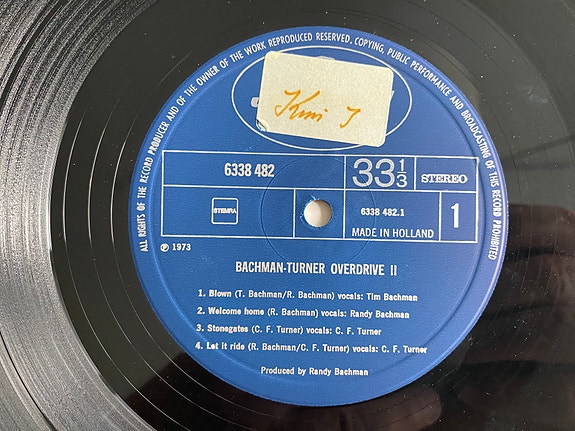 ALL RIGHTS OF THE RECORD PRODUCER AND OF THE OWNER OF THE WORK REPRODUCED RESERVED. COPYING, PUBLIC PERFORMANCE AND BROADCASTING OF THIS RECORD PROHIBITED
6338 482
33 1/3
STEREO
STEMRA
6338 482.1
MADE IN HOLLAND
1
℗ 1973
BACHMAN-TURNER OVERDRIVE II
1. Blown (T. Bachman/R. Bachman) vocals: Tim Bachman
2. Welcome home (R. Bachman) vocals: Randy Bachman
3. Stonegates (C. F. Turner) vocals: C. F. Turner
4. Let it ride (R. Bachman/C. F. Turner) vocals: C. F. Turner
Produced by Randy Bachman